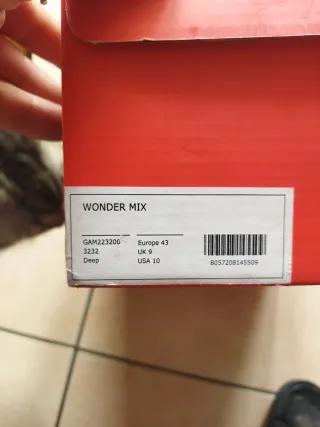 WONDER MIX
GAM223200
3232
Deep
Europe 43
UK 9
USA 10
8057208145509